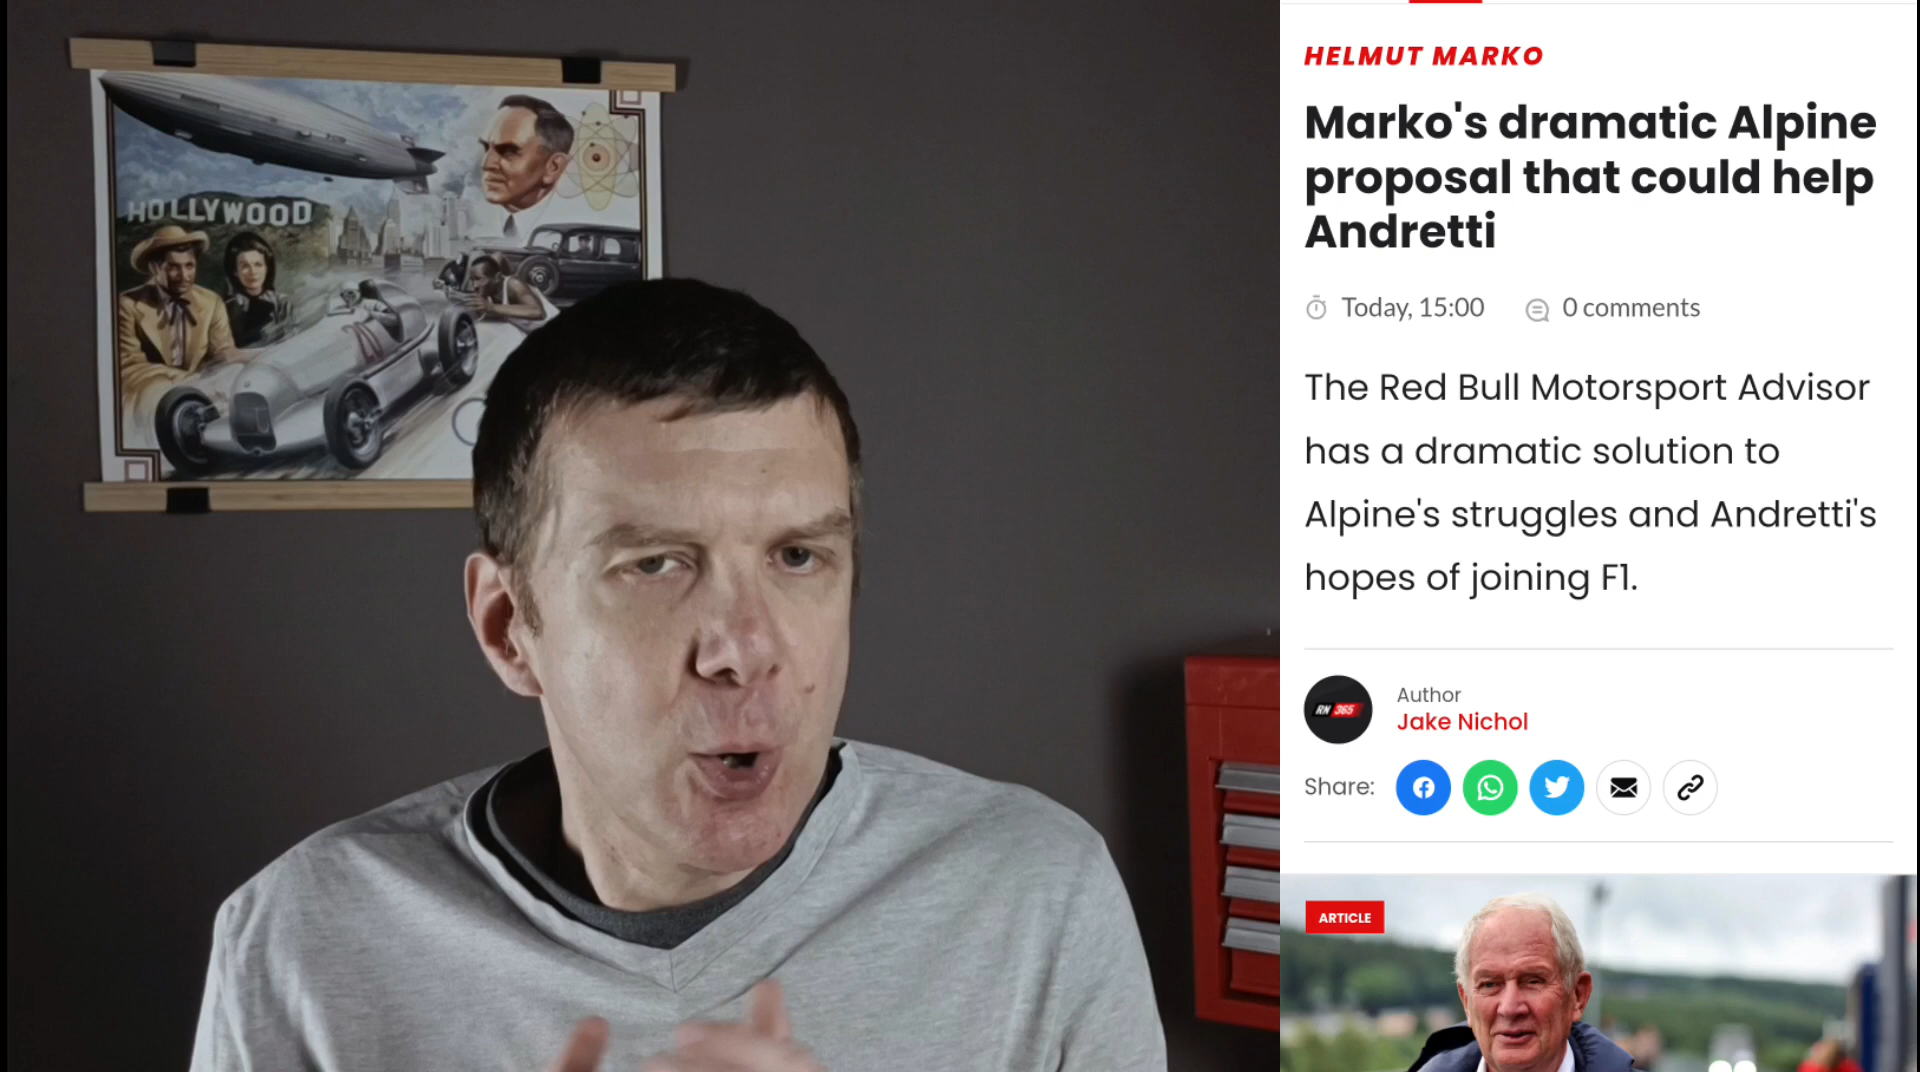 HOLLYWOOD
HELMUT MARKO
Marko's dramatic Alpine
proposal that could help
Andretti
Today, 15:00 0 comments
The Red Bull Motorsport Advisor
has a dramatic solution to
Alpine's struggles and Andretti's
hopes of joining F1.
RN 365
Author
Jake Nichol
Share:
ARTICLE